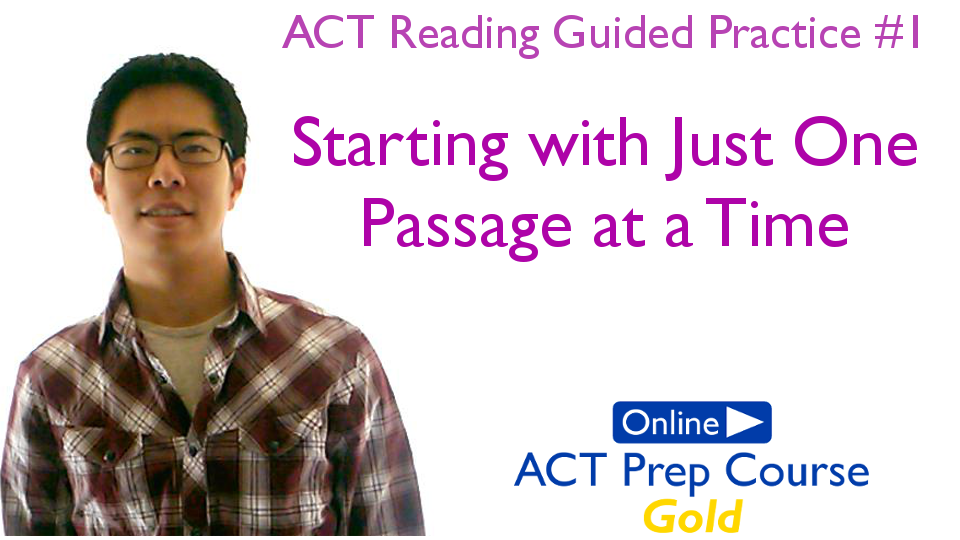 ACT Reading Guided Practice #1
Starting with Just One
Passage at a Time
Online
ACT Prep Course
Gold